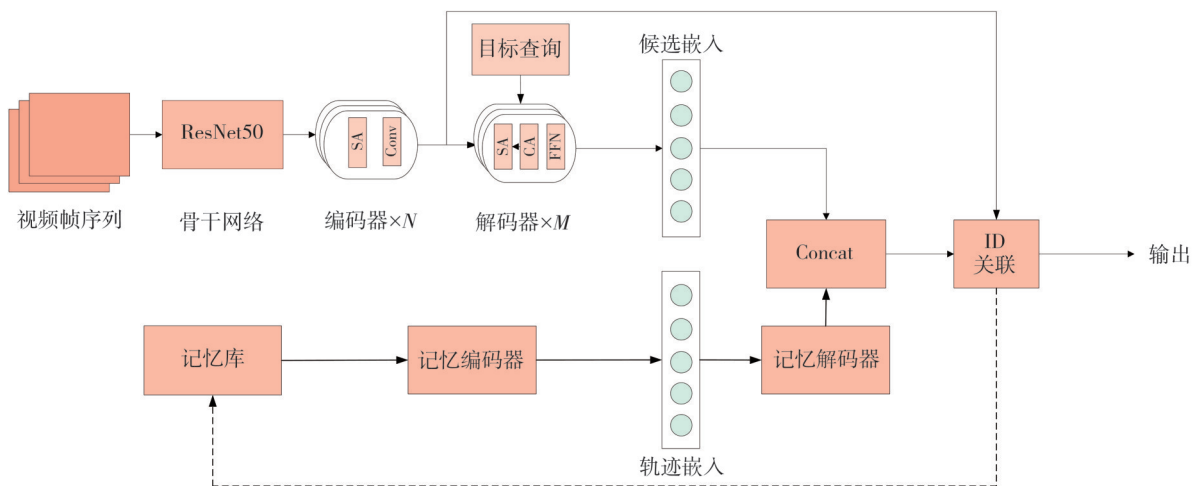 目标查询
候选嵌入
ResNet50
SA
Conv
SA
CA
FFN
视频帧序列
骨干网络
编码器×N
解码器×M
Concat
ID
关联
输出
记忆库
记忆编码器
记忆解码器
轨迹嵌入